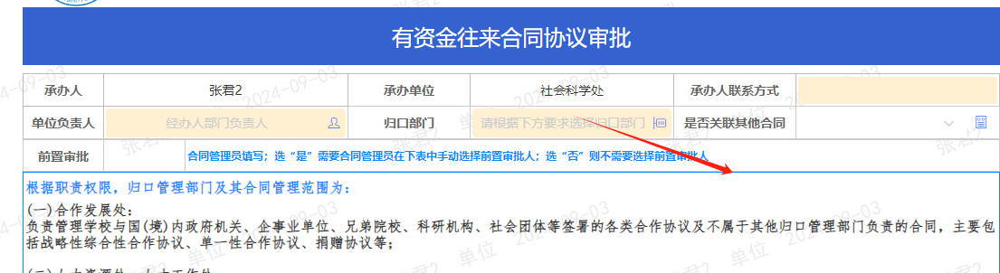 有资金往来合同协议审批
承办人 张君2 承办单位 社会科学处 承办人联系方式
单位负责人 经办人部门负责人 归口部门 请根据下方要求选择归口部门 是否关联其他合同
前置审批 合同管理员填写；选“是”需要合同管理员在下表中手动选择前置审批人；选“否”则不需要选择前置审批人
根据职责权限，归口管理部门及其合同管理范围为：
(一)合作发展处：
负责管理学校与国(境)内政府机关、企事业单位、兄弟院校、科研机构、社会团体等签署的各类合作协议及不属于其他归口管理部门负责的合同，主要包
括战略性综合性合作协议、单一性合作协议、捐赠协议等；